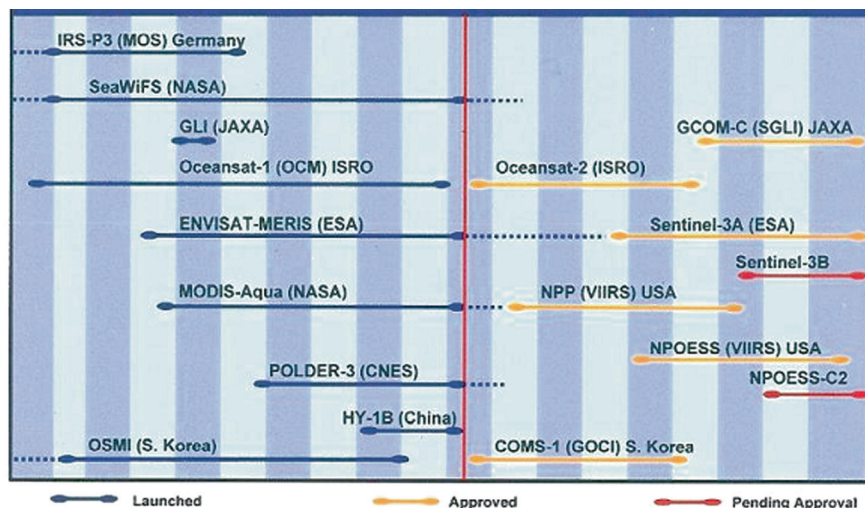 IRS-P3 (MOS) Germany
SeaWiFS (NASA)
GLI (JAXA)
GCOM-C (SGLI) JAXA
Oceansat-1 (OCM) ISRO
Oceansat-2 (ISRO)
ENVISAT-MERIS (ESA)
Sentinel-3A (ESA)
Sentinel-3B
MODIS-Aqua (NASA)
NPP (VIIRS) USA
NPOESS (VIIRS) USA
POLDER-3 (CNES)
NPOESS-C2
HY-1B (China)
OSMI (S. Korea)
COMS-1 (GOCI) S. Korea
Launched
Approved
Pending Approval